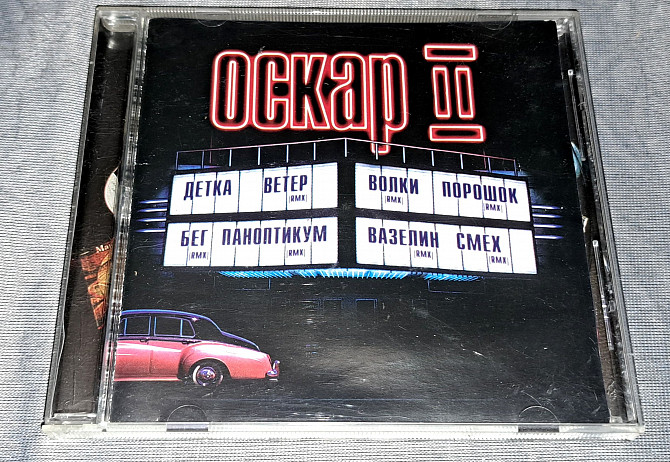 ОСКАР II
ДЕТКА ВЕТЕР ВОЛКИ ПОРОШОК
(RMX) (RMX) (RMX)
БЕГ ПАНОПТИКУМ ВАЗЕЛИН СМЕХ
(RMX) (RMX) (RMX) (RMX)